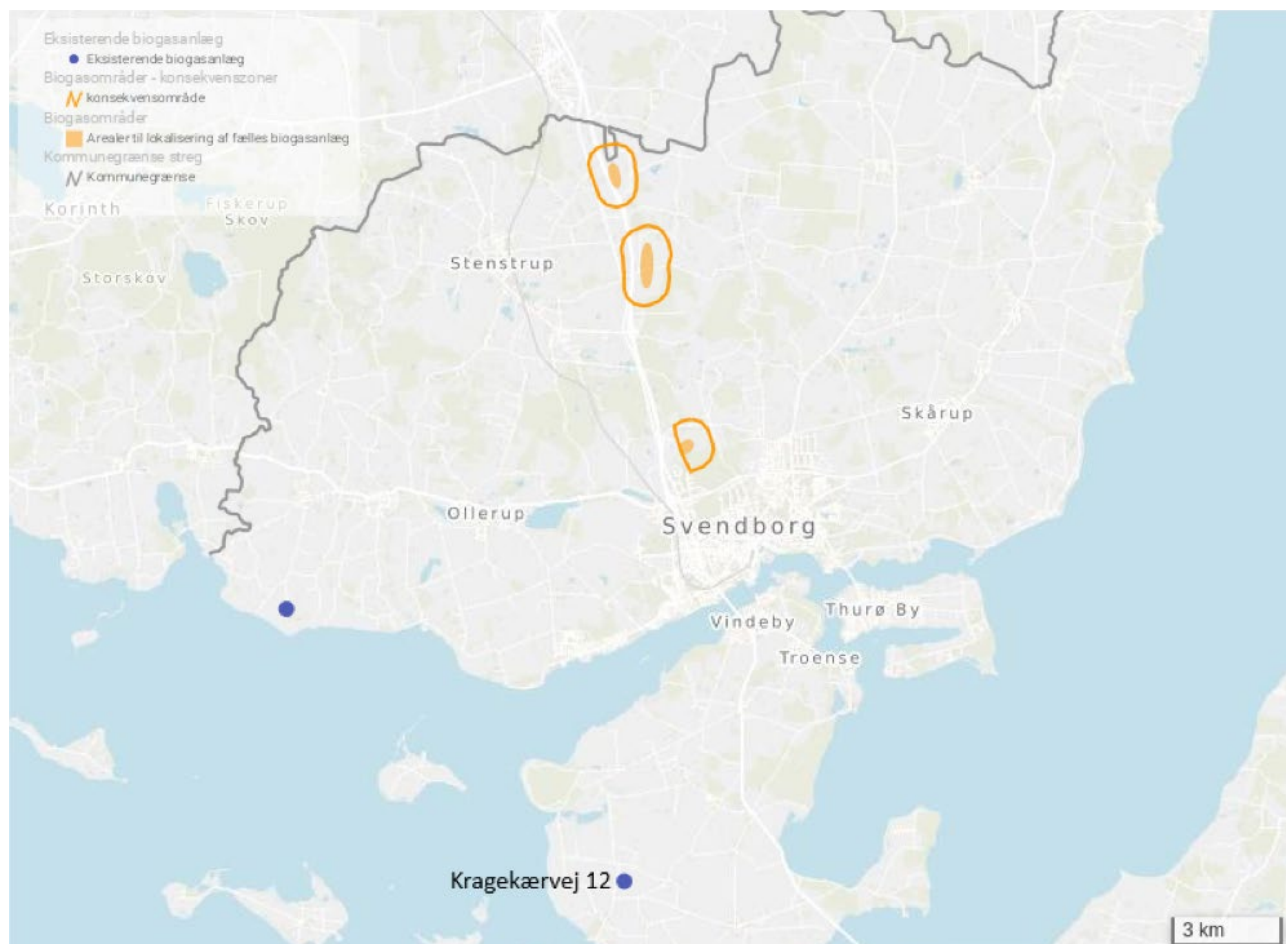 Eksisterende biogasanlæg
Eksisterende biogasanlæg
Biogasområder - konsekvenszoner
konsekvensområde
Biogasområder
Arealer til lokalisering af fælles biogasanlæg
Kommunegrænse streg
Kommunegrænse
Korinth
Fiskerup
Skov
Storskov
Stenstrup
Skårup
Ollerup
Svendborg
Thurø By
Vindeby
Troense
Kragekærvej 12
3 km